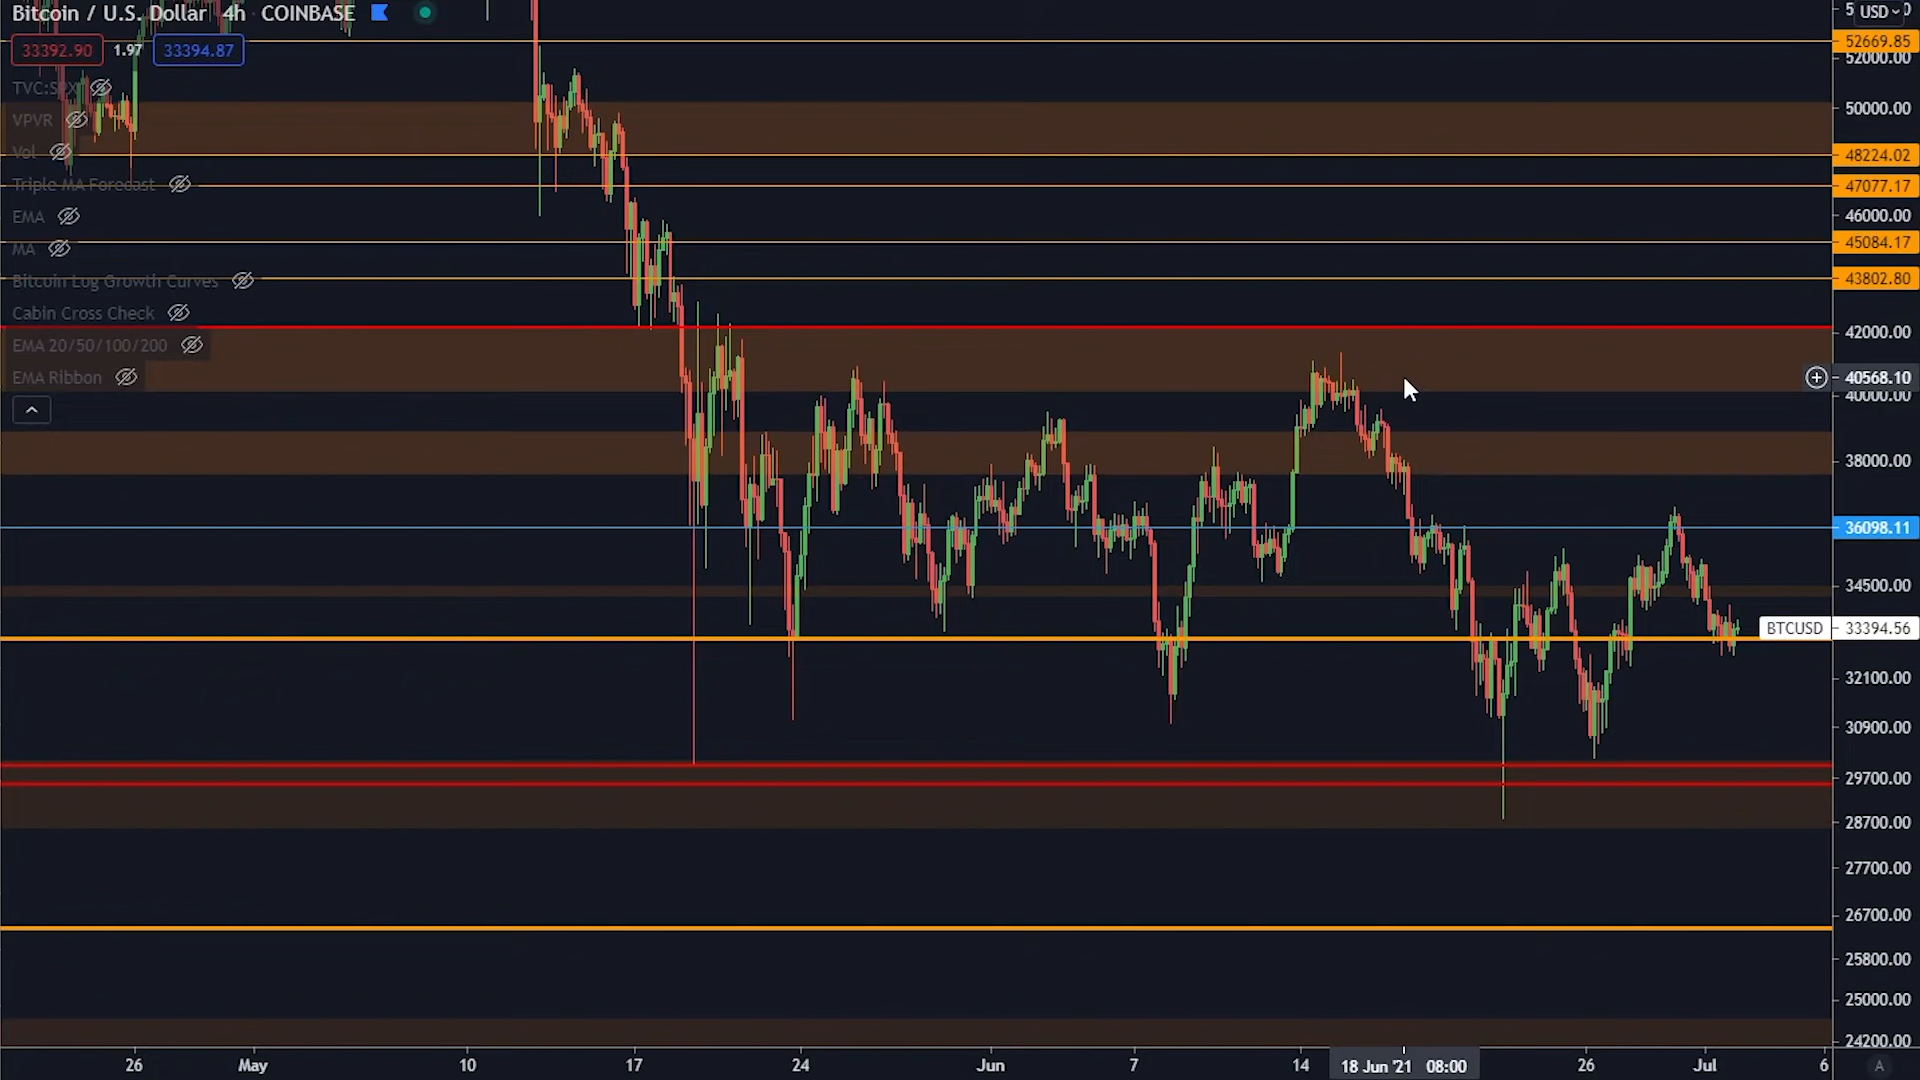 Bitcoin / U.S. Dollar 4h COINBASE
33392.90 1.97 33394.87
TVC:SPX
VPVR
Vol
Triple MA Forecast
EMA
MA
Bitcoin Log Growth Curves
Cabin Cross Check
EMA 20/50/100/200
EMA Ribbon
USD
52669.85
52000.00
50000.00
48224.02
47077.17
46000.00
45084.17
43802.80
42000.00
40568.10
40000.00
38000.00
36098.11
34500.00
BTCUSD 33394.56
32100.00
30900.00
29700.00
28700.00
27700.00
26700.00
25800.00
25000.00
24200.00
26 May 10 17 24 Jun 7 14 18 Jun '21 08:00 26 Jul 6
A